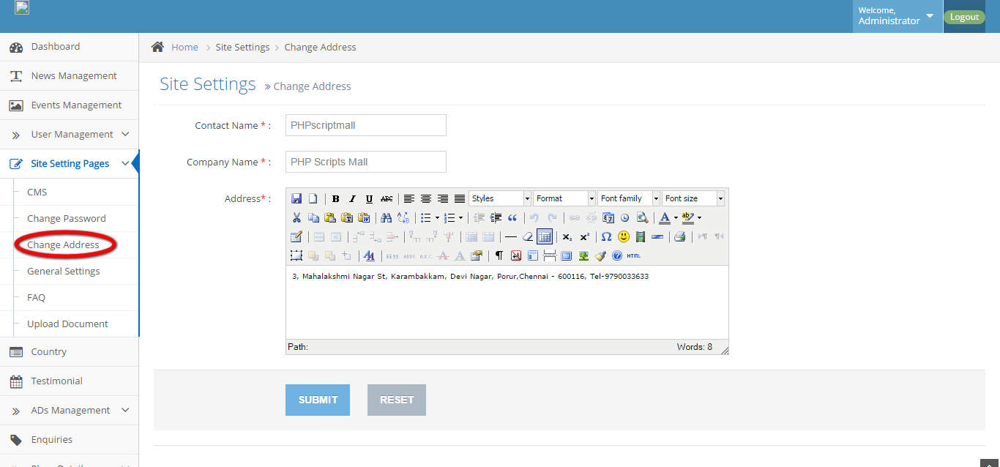 Welcome,
Administrator
Logout
Dashboard
News Management
Events Management
User Management
Site Setting Pages
CMS
Change Password
Change Address
General Settings
FAQ
Upload Document
Country
Testimonial
ADs Management
Enquiries
Home > Site Settings > Change Address
Site Settings » Change Address
Contact Name * :
PHPscriptmall
Company Name * :
PHP Scripts Mall
Address* :
B I U ABC Styles Format Font family Font size
HTML
3, Mahalakshmi Nagar St, Karambakkam, Devi Nagar, Porur,Chennai - 600116, Tel-9790033633
Path:
Words: 8
SUBMIT
RESET